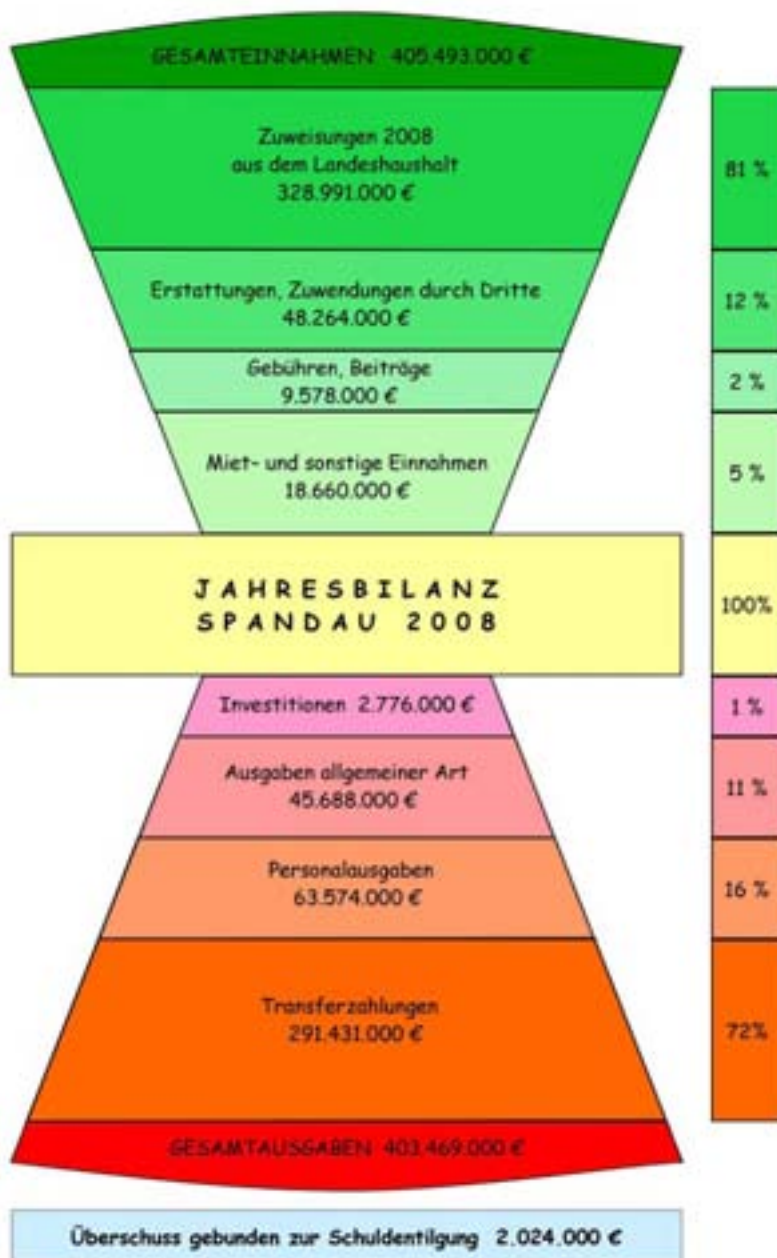 GESAMTEINNAHMEN 405.493.000 €
Zuweisungen 2008
aus dem Landeshaushalt
328.991.000 €
81 %
Erstattungen, Zuwendungen durch Dritte
48.264.000 €
12 %
Gebühren, Beiträge
9.578.000 €
2 %
Miet- und sonstige Einnahmen
18.660.000 €
5 %
JAHRESBILANZ
SPANDAU 2008
100%
Investitionen 2.776.000 €
1 %
Ausgaben allgemeiner Art
45.688.000 €
11 %
Personalausgaben
63.574.000 €
16 %
Transferzahlungen
291.431.000 €
72%
GESAMTAUSGABEN 403.469.000 €
Überschuss gebunden zur Schuldentilgung 2.024.000 €